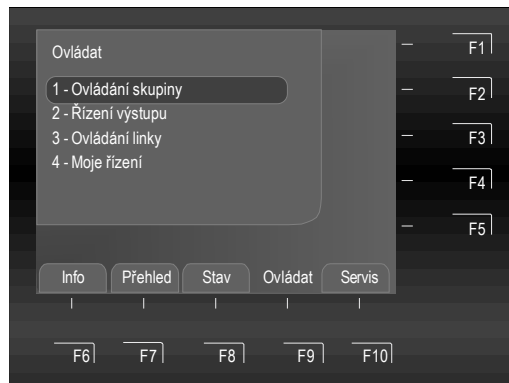 Ovládat
1 - Ovládání skupiny
2 - Řízení výstupu
3 - Ovládání linky
4 - Moje řízení
F1
F2
F3
F4
F5
Info Přehled Stav Ovládat Servis
F6 F7 F8 F9 F10